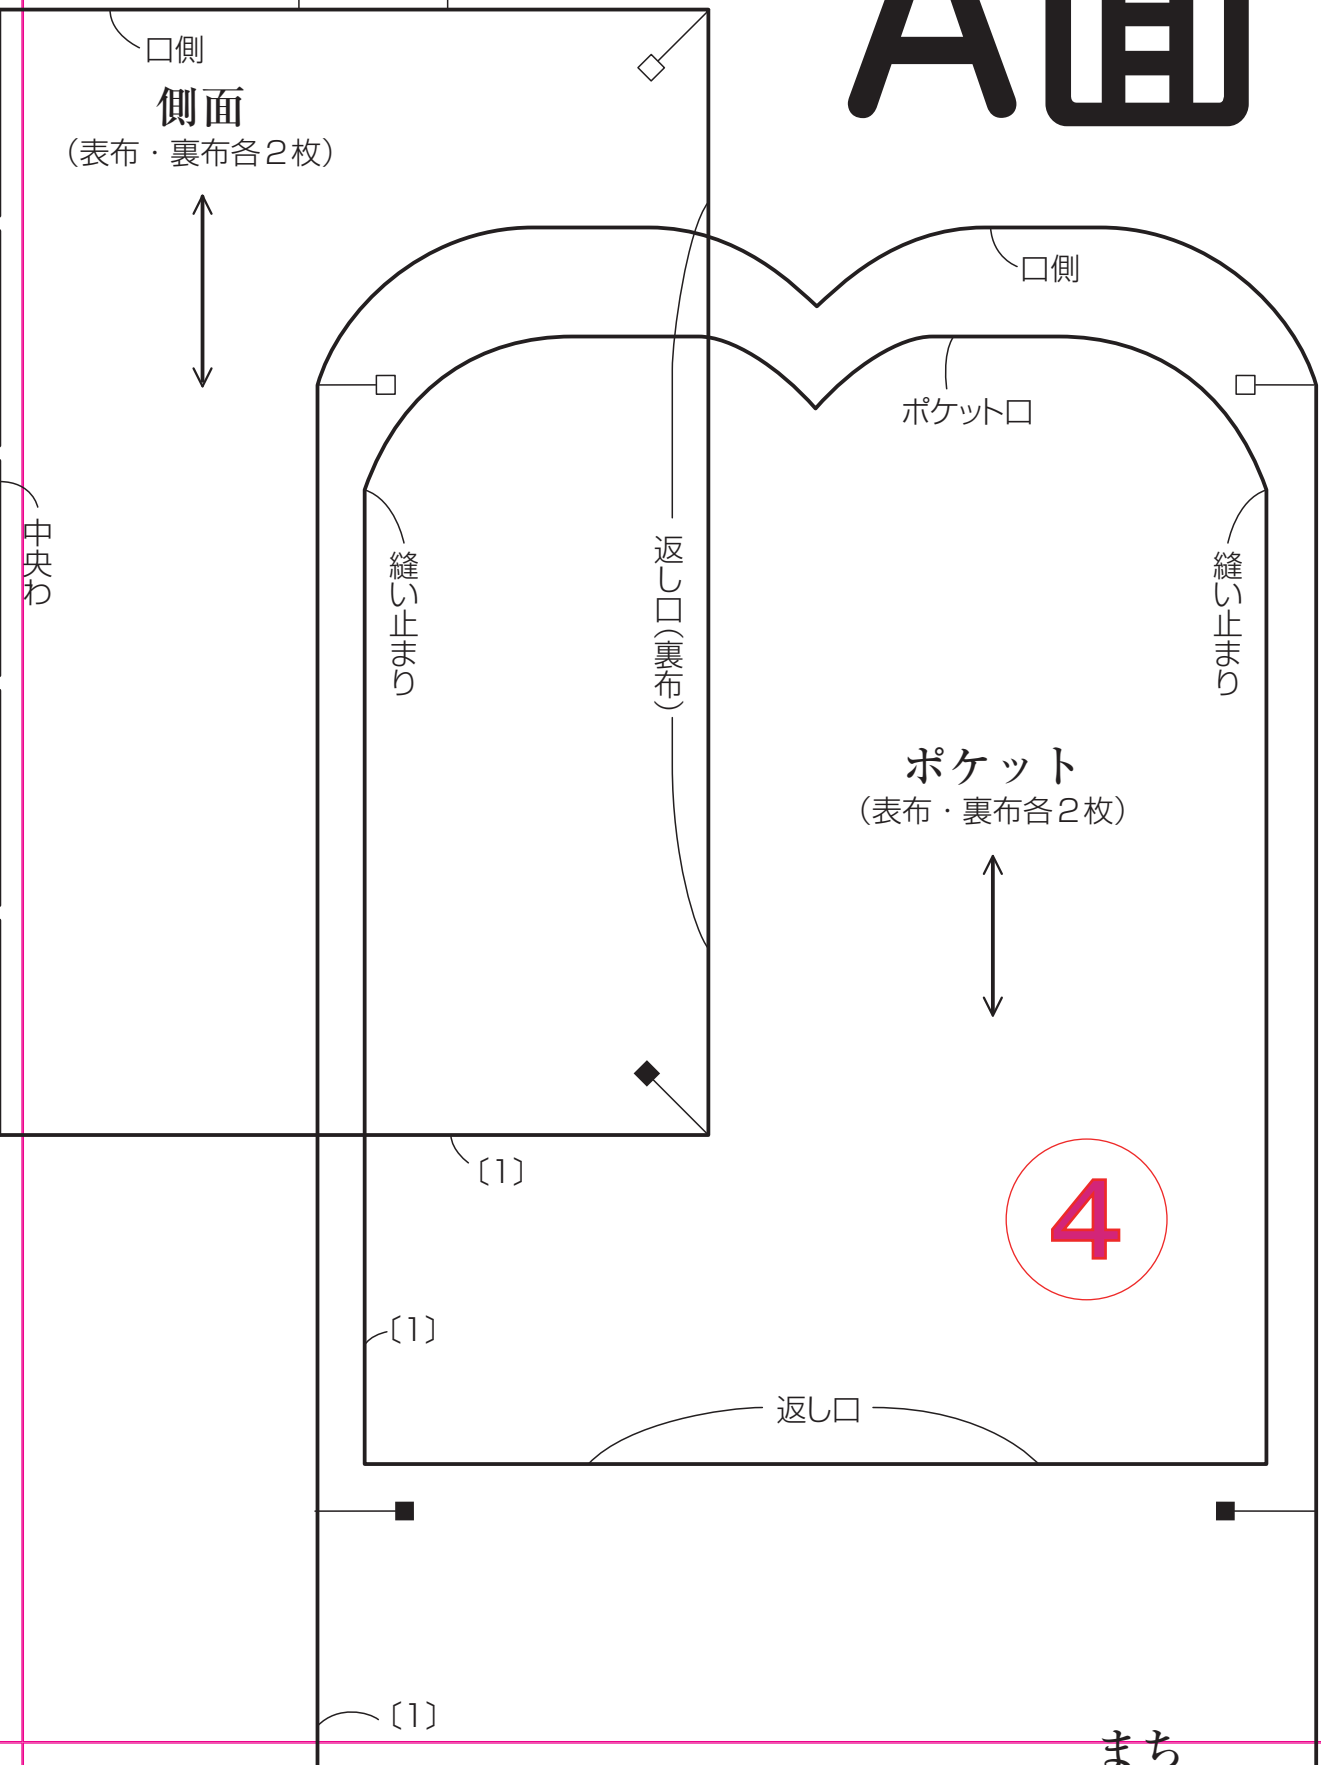 A面
口側
側面
（表布・裏布各2枚）
口側
ポケット口
中央わ
縫い止まり
返し口（裏布）
縫い止まり
ポケット
（表布・裏布各2枚）
〔1〕
4
〔1〕
返し口
〔1〕
まち